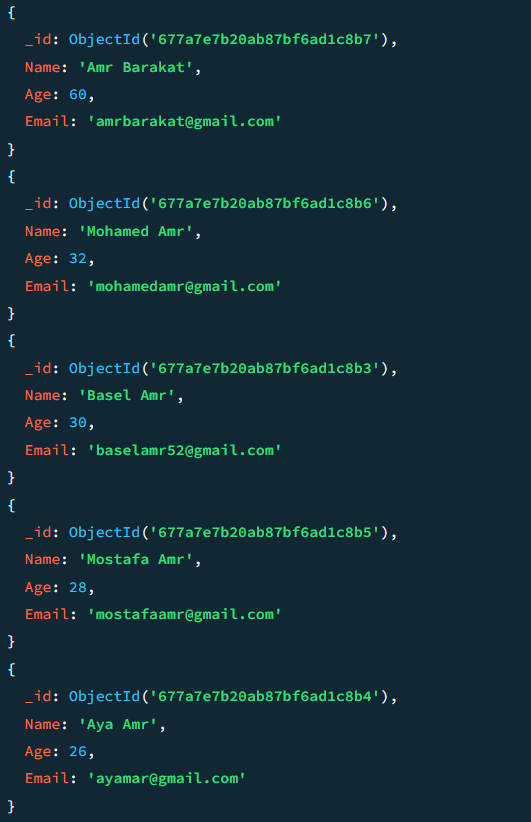 {
_id: ObjectId('677a7e7b20ab87bf6ad1c8b7'),
Name: 'Amr Barakat',
Age: 60,
Email: 'amrbarakat@gmail.com'
}
{
_id: ObjectId('677a7e7b20ab87bf6ad1c8b6'),
Name: 'Mohamed Amr',
Age: 32,
Email: 'mohamedamr@gmail.com'
}
{
_id: ObjectId('677a7e7b20ab87bf6ad1c8b3'),
Name: 'Basel Amr',
Age: 30,
Email: 'baselamr52@gmail.com'
}
{
_id: ObjectId('677a7e7b20ab87bf6ad1c8b5'),
Name: 'Mostafa Amr',
Age: 28,
Email: 'mostafaamr@gmail.com'
}
{
_id: ObjectId('677a7e7b20ab87bf6ad1c8b4'),
Name: 'Aya Amr',
Age: 26,
Email: 'ayamar@gmail.com'
}